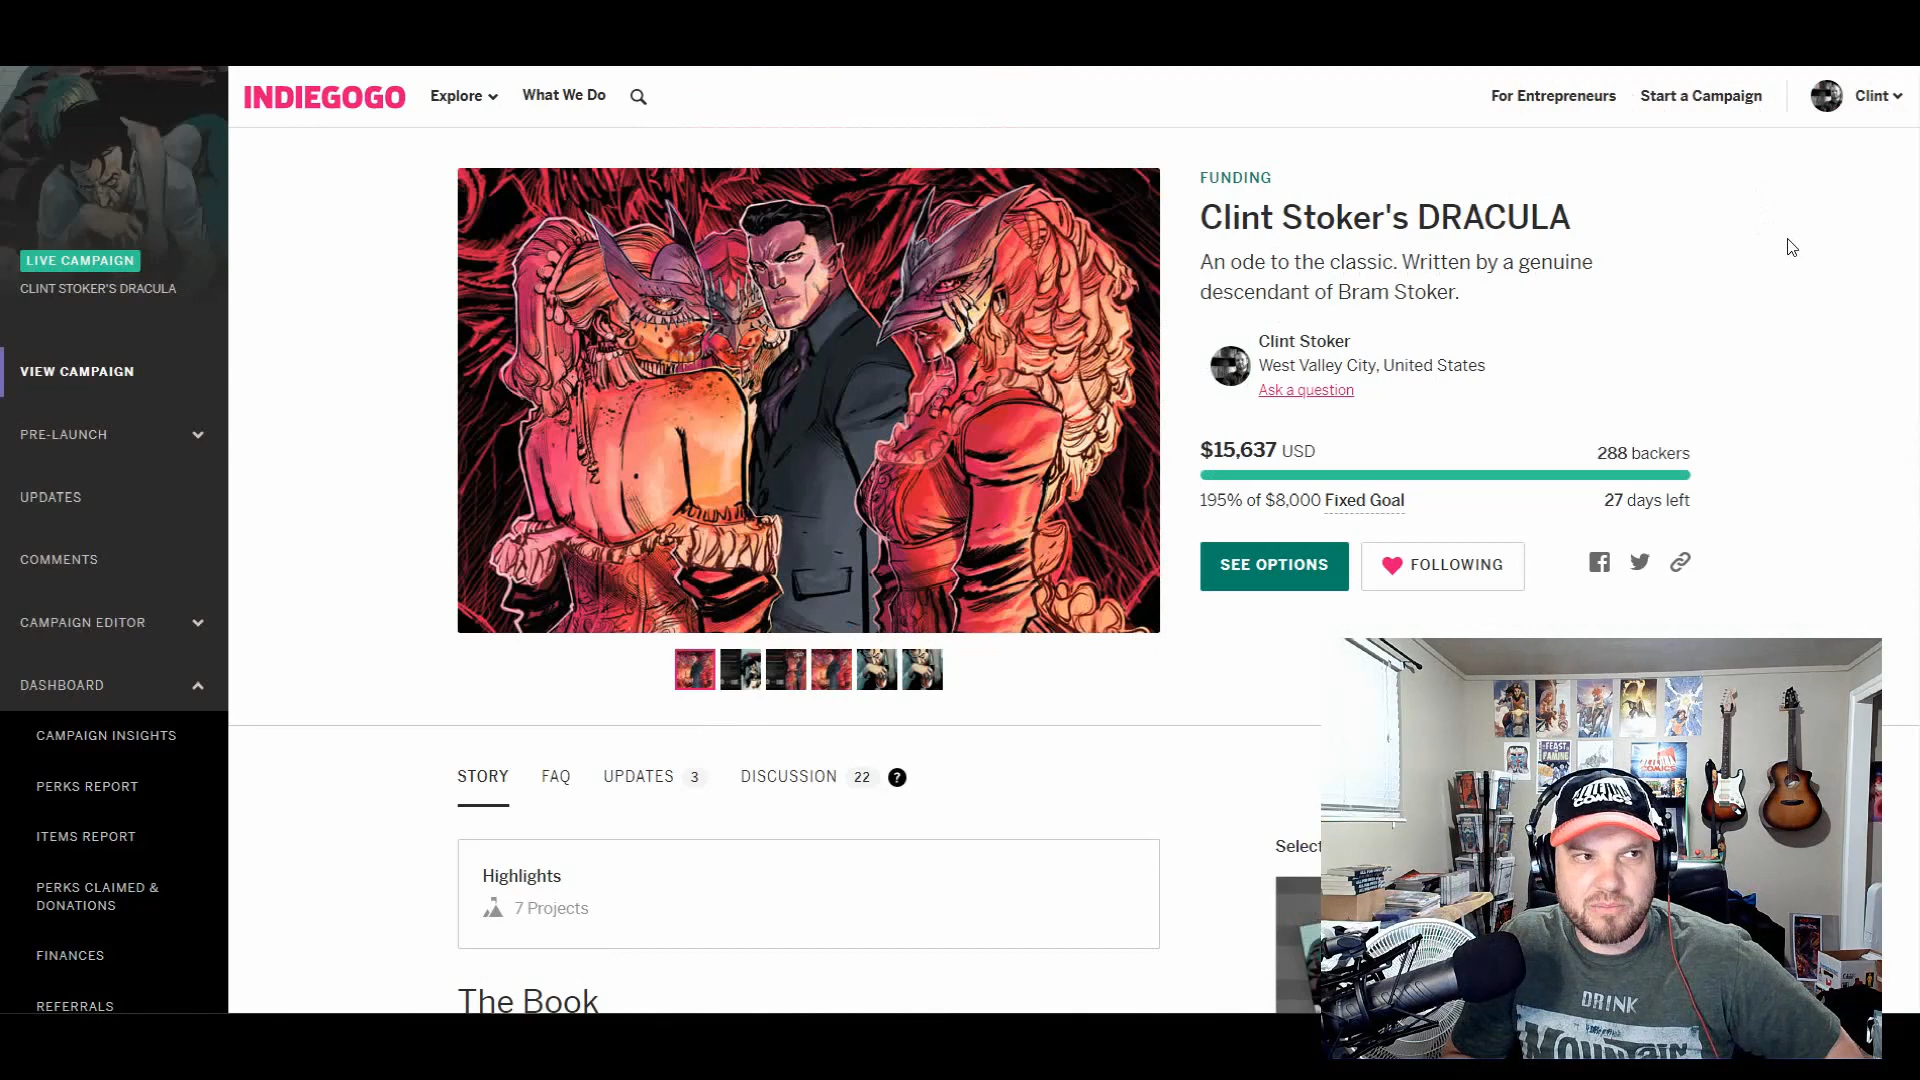 INDIEGOGO
Explore
What We Do
For Entrepreneurs
Start a Campaign
Clint
LIVE CAMPAIGN
CLINT STOKER'S DRACULA
VIEW CAMPAIGN
PRE-LAUNCH
UPDATES
COMMENTS
CAMPAIGN EDITOR
DASHBOARD
CAMPAIGN INSIGHTS
PERKS REPORT
ITEMS REPORT
PERKS CLAIMED &
DONATIONS
FINANCES
REFERRALS
FUNDING
Clint Stoker's DRACULA
An ode to the classic. Written by a genuine
descendant of Bram Stoker.
Clint Stoker
West Valley City, United States
Ask a question
$15,637 USD
288 backers
195% of $8,000 Fixed Goal
27 days left
SEE OPTIONS
FOLLOWING
STORY
FAQ
UPDATES 3
DISCUSSION 22 ?
Highlights
7 Projects
The Book
Select
FEAST
FAMINE
COMICS
COMICS
DRINK